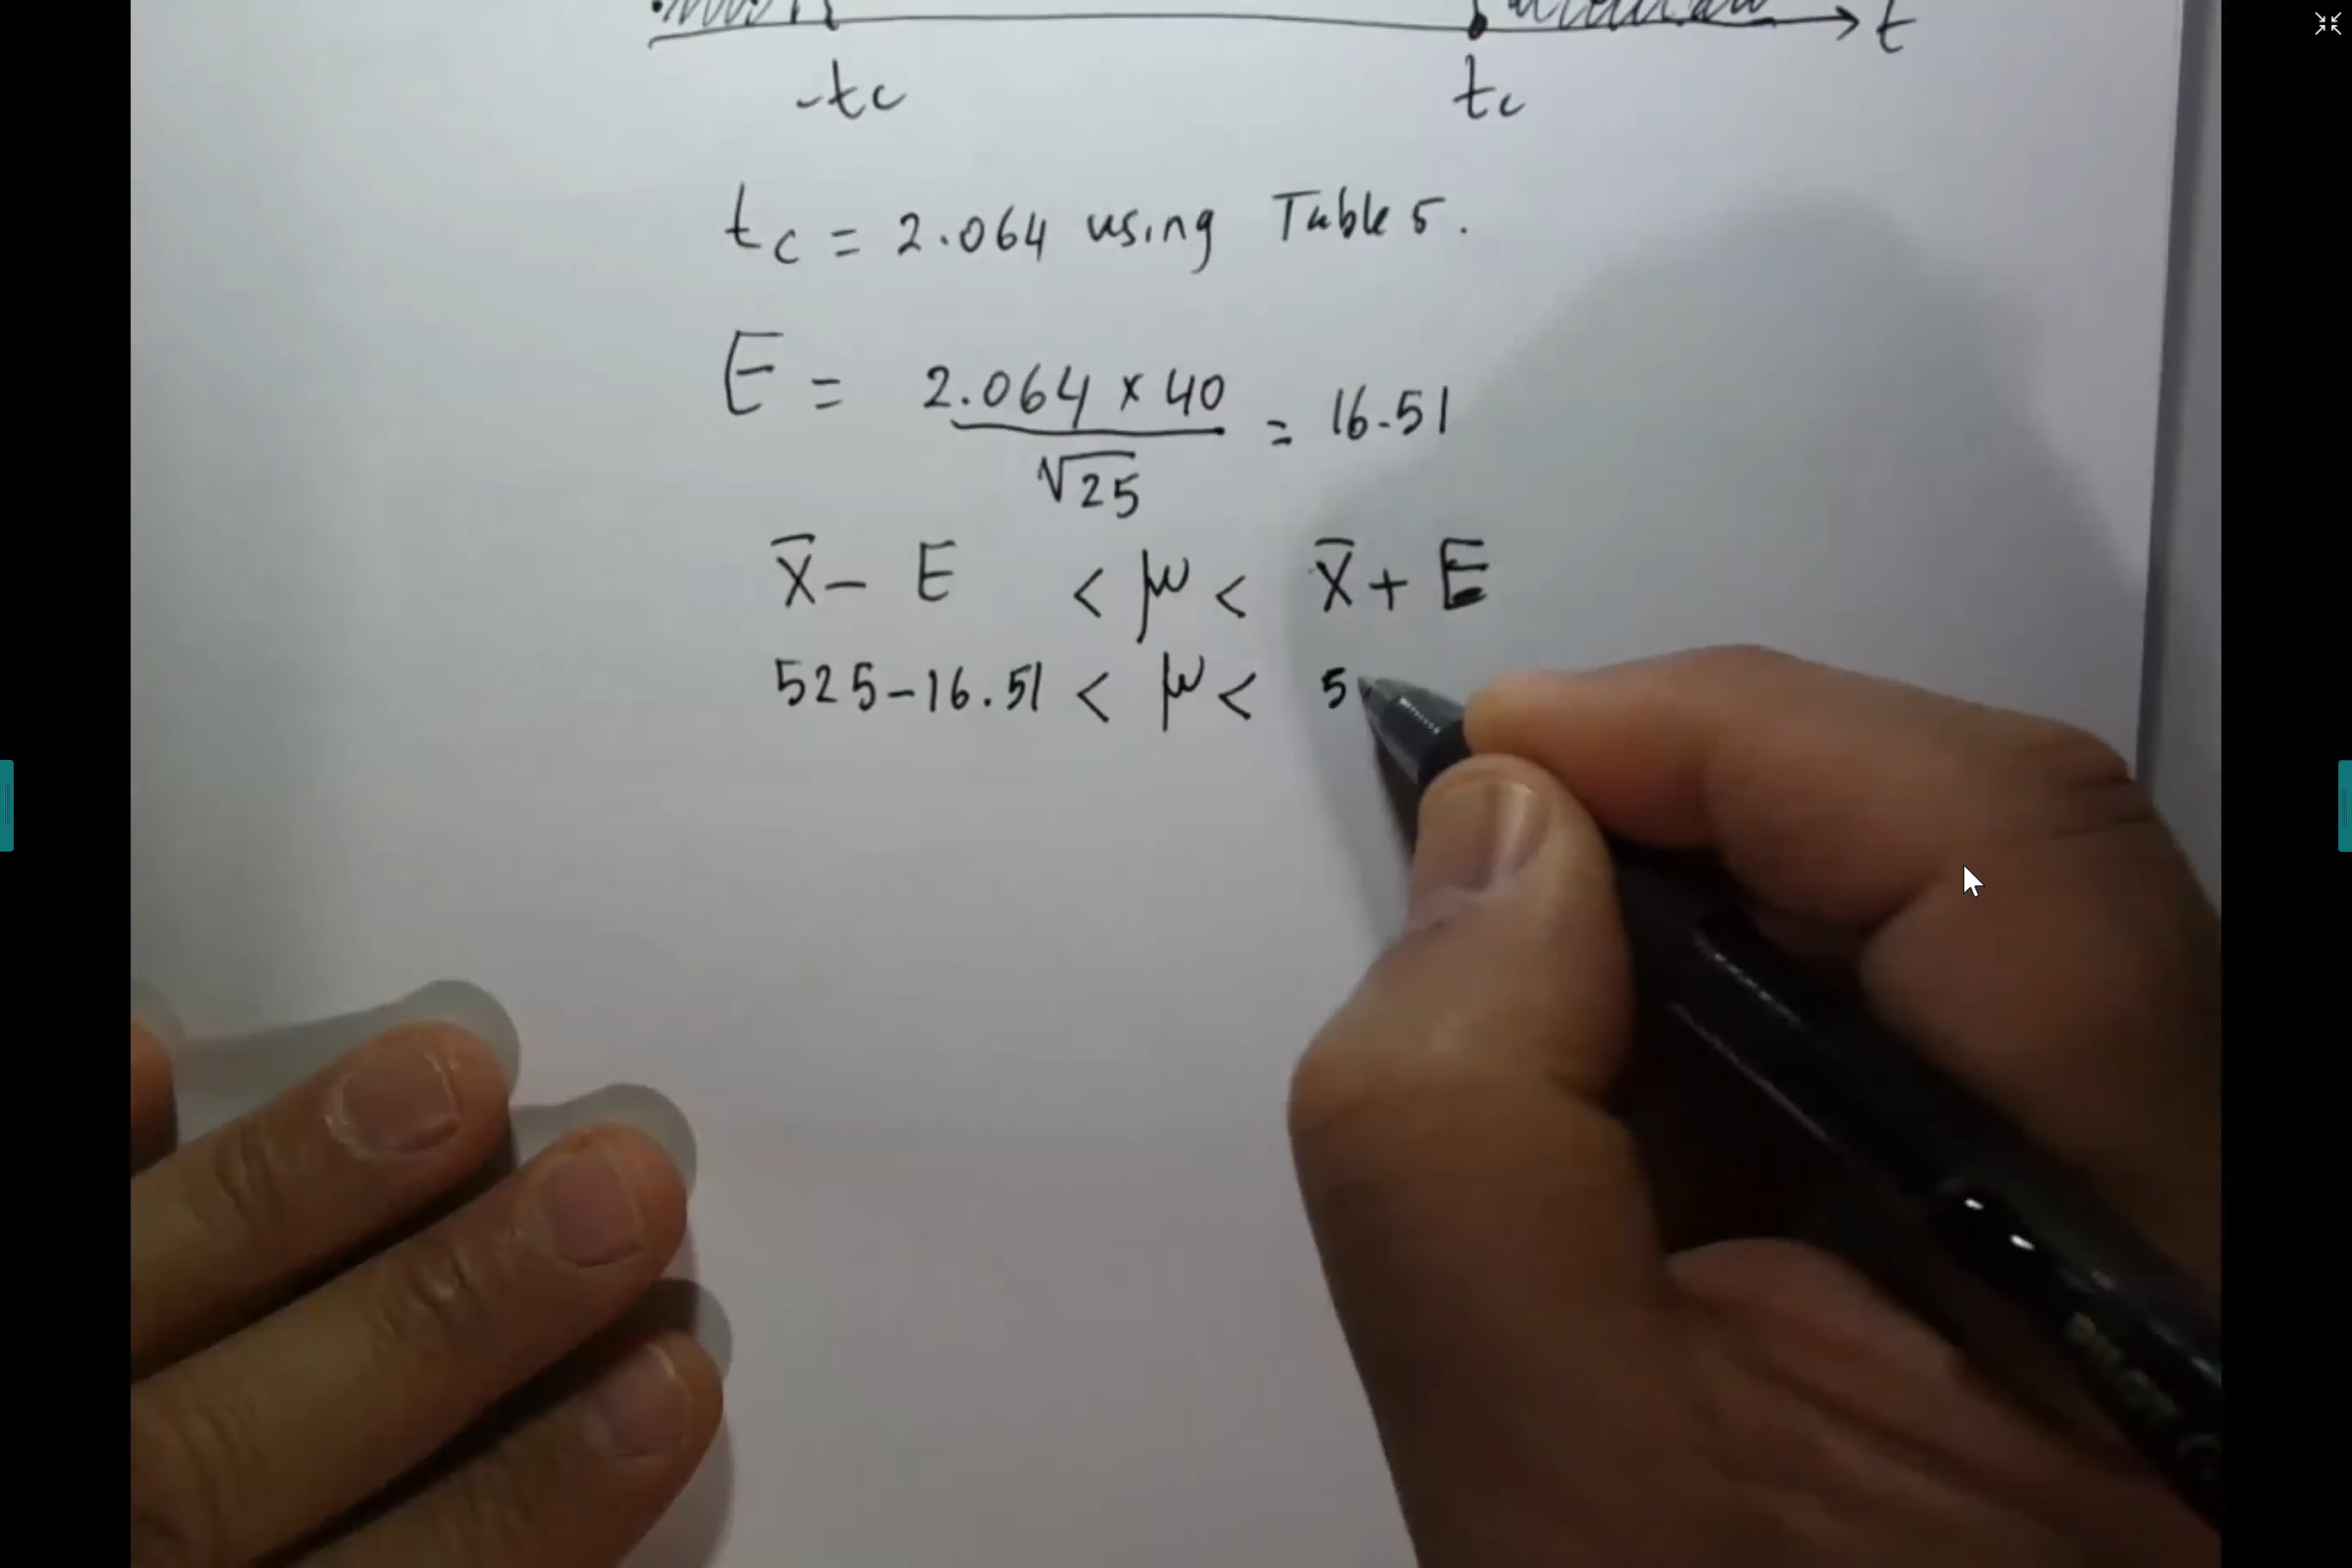 t
-tc tc
tc = 2.064 using Table 5.
E = 2.064 × 40 / √25 = 16.51
x̄ - E < μ < x̄ + E
525-16.51 < μ < 5